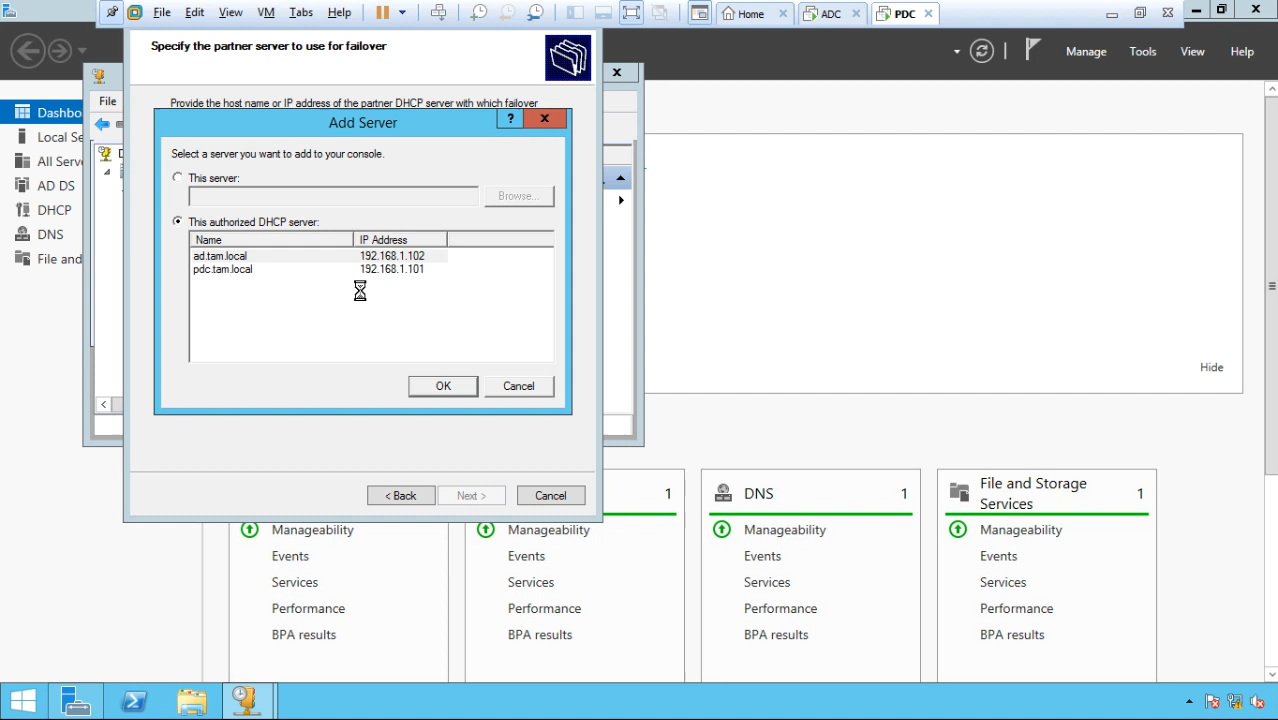 File Edit View VM Tabs Help
Home ADC PDC
Manage Tools View Help
Specify the partner server to use for failover
Provide the host name or IP address of the partner DHCP server with which failover
File
Add Server
?
Select a server you want to add to your console.
This server:
Browse...
This authorized DHCP server:
Name IP Address
ad.tam.local 192.168.1.102
pdc.tam.local 192.168.1.101
OK Cancel
< Back Next > Cancel
Dashbo
Local Se
All Serve
AD DS
DHCP
DNS
File and
Hide
1
DNS 1
File and Storage
Services 1
Manageability
Events
Services
Performance
BPA results
Manageability
Events
Services
Performance
BPA results
Manageability
Events
Services
Performance
BPA results
Manageability
Events
Services
Performance
BPA results